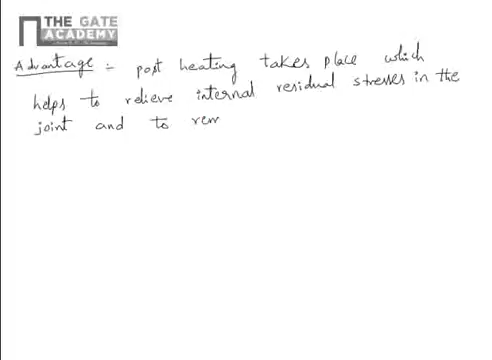 THE GATE
ACADEMY
Advantage :- post heating takes place which
helps to relieve internal residual stresses in the
joint and to rem